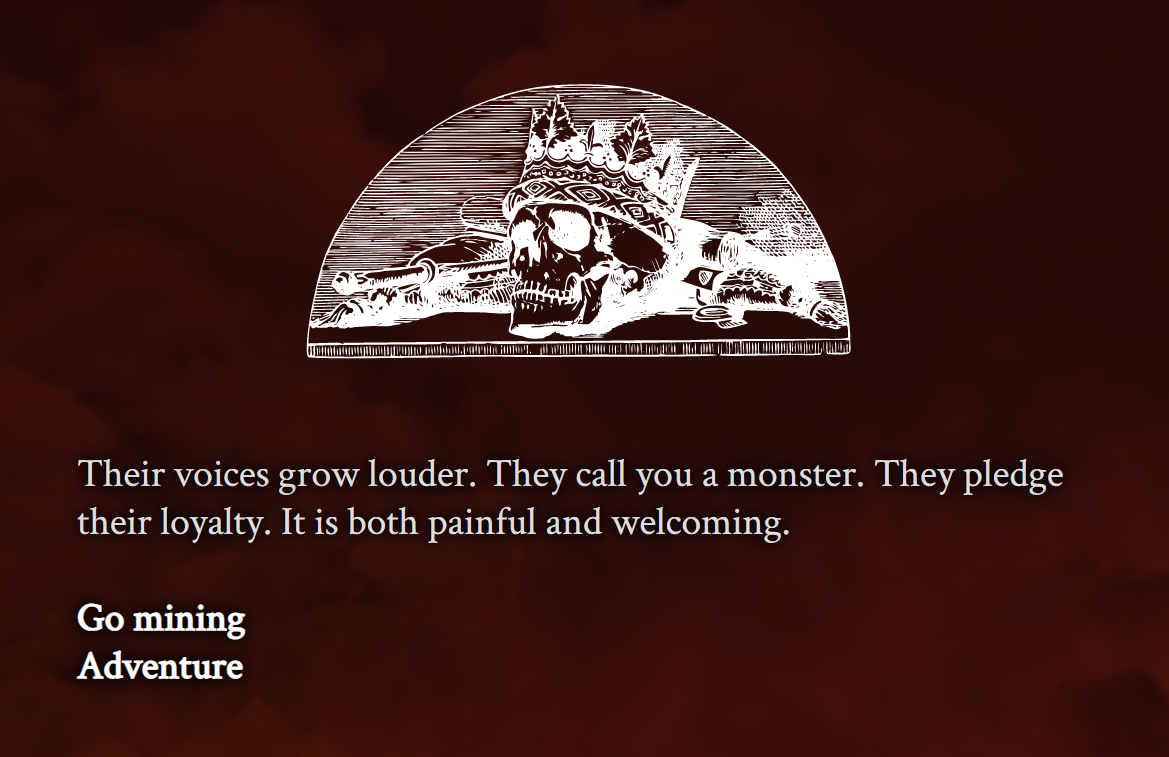 Their voices grow louder. They call you a monster. They pledge
their loyalty. It is both painful and welcoming.
Go mining
Adventure